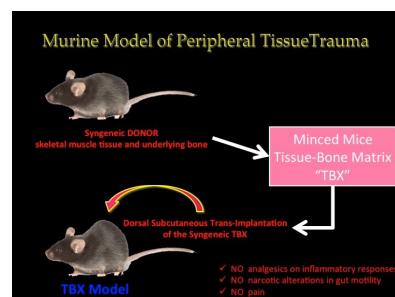 Murine Model of Peripheral TissueTrauma
Syngeneic DONOR
skeletal muscle tissue and underlying bone
Minced Mice
Tissue-Bone Matrix
“TBX”
Dorsal Subcutaneous Trans-Implantation
of the Syngeneic TBX
TBX Model
✓ NO analgesics on inflammatory responses
✓ NO narcotic alterations in gut motility
✓ NO pain